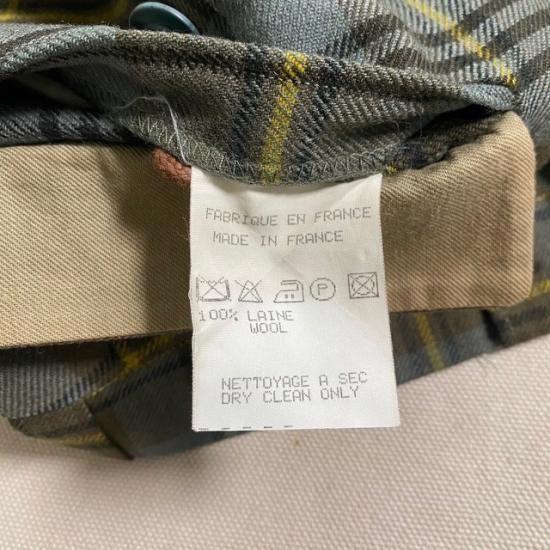 FABRIQUE EN FRANCE
MADE IN FRANCE
P
100% LAINE
WOOL
NETTOYAGE A SEC
DRY CLEAN ONLY